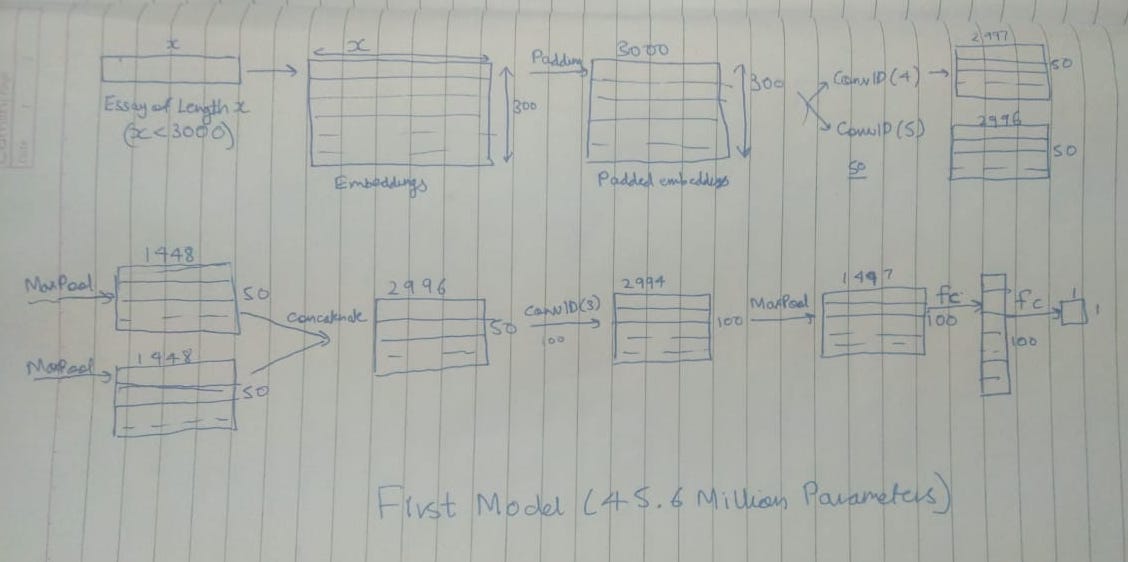 x
Essay of Length x
(x < 3000)
x
300
Embeddings
Padding
3000
300
Padded embeddings
Conv1D(4)
Conv1D(5)
50
2997
50
2996
50
MaxPool
1448
50
MaxPool
1448
50
Concatenate
2996
50
Conv1D(3)
100
2994
100
MaxPool
1497
fc
100
fc
100
1
1
First Model (45.6 Million Parameters)